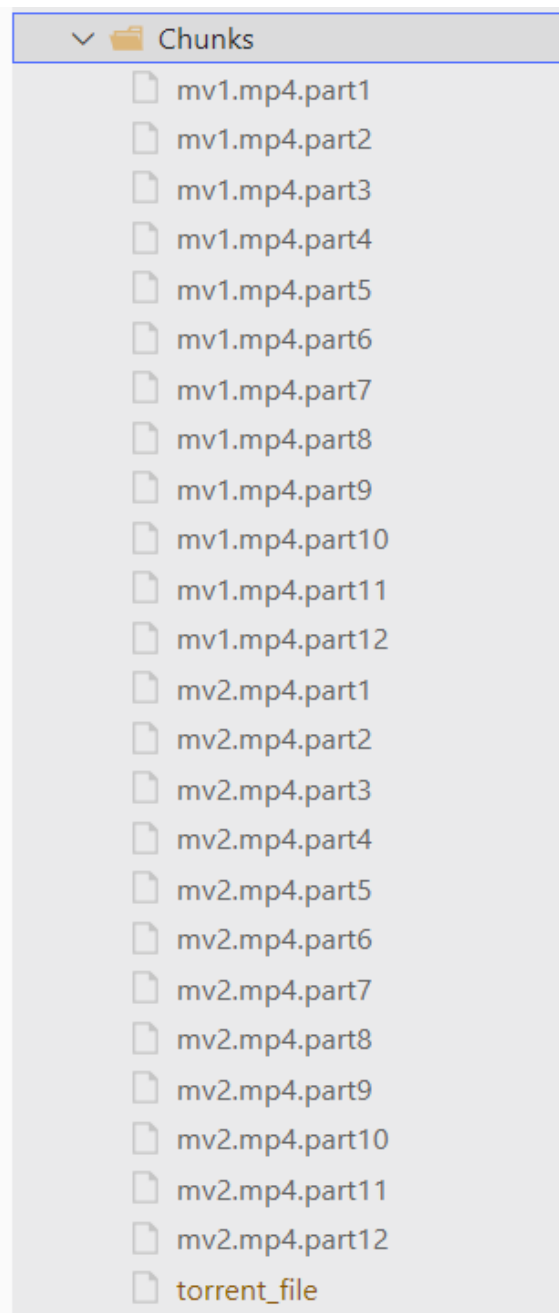 Chunks
mv1.mp4.part1
mv1.mp4.part2
mv1.mp4.part3
mv1.mp4.part4
mv1.mp4.part5
mv1.mp4.part6
mv1.mp4.part7
mv1.mp4.part8
mv1.mp4.part9
mv1.mp4.part10
mv1.mp4.part11
mv1.mp4.part12
mv2.mp4.part1
mv2.mp4.part2
mv2.mp4.part3
mv2.mp4.part4
mv2.mp4.part5
mv2.mp4.part6
mv2.mp4.part7
mv2.mp4.part8
mv2.mp4.part9
mv2.mp4.part10
mv2.mp4.part11
mv2.mp4.part12
torrent_file